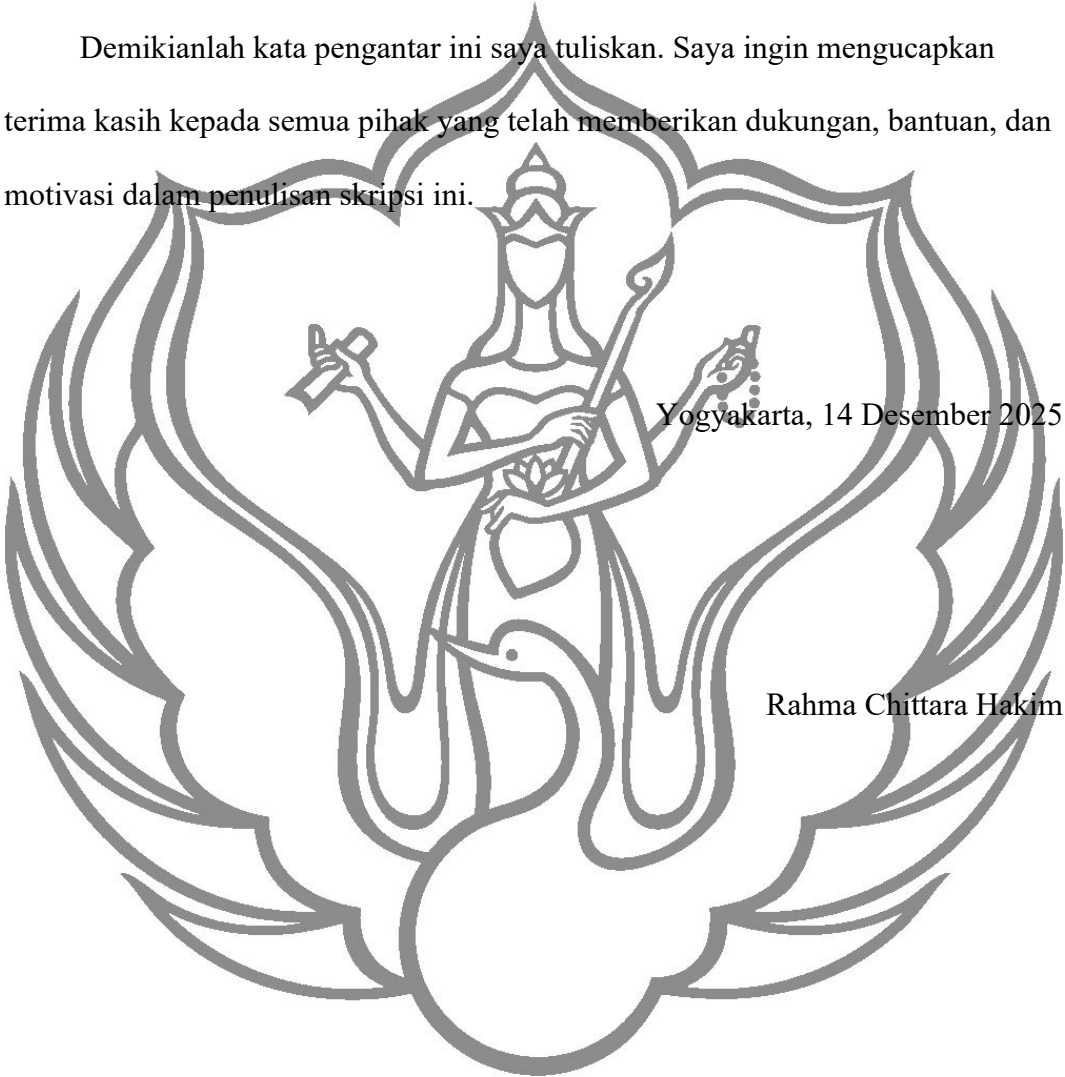 Demikianlah kata pengantar ini saya tuliskan. Saya ingin mengucapkan
terima kasih kepada semua pihak yang telah memberikan dukungan, bantuan, dan
motivasi dalam penulisan skripsi ini.
Yogyakarta, 14 Desember 2025
Rahma Chittara Hakim